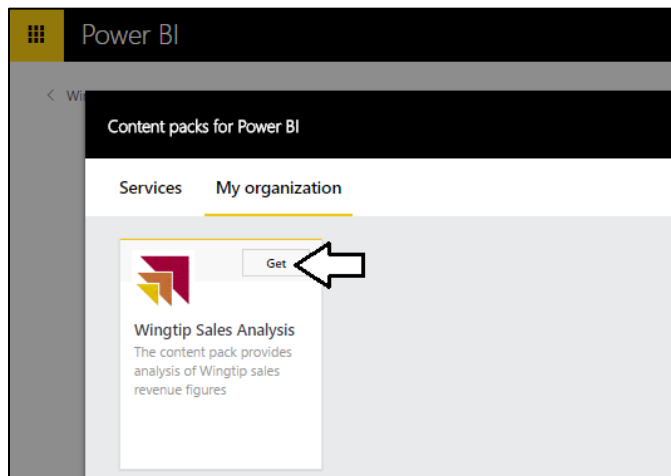 Power BI
< Wi
Content packs for Power BI
Services My organization
Get
Wingtip Sales Analysis
The content pack provides
analysis of Wingtip sales
revenue figures